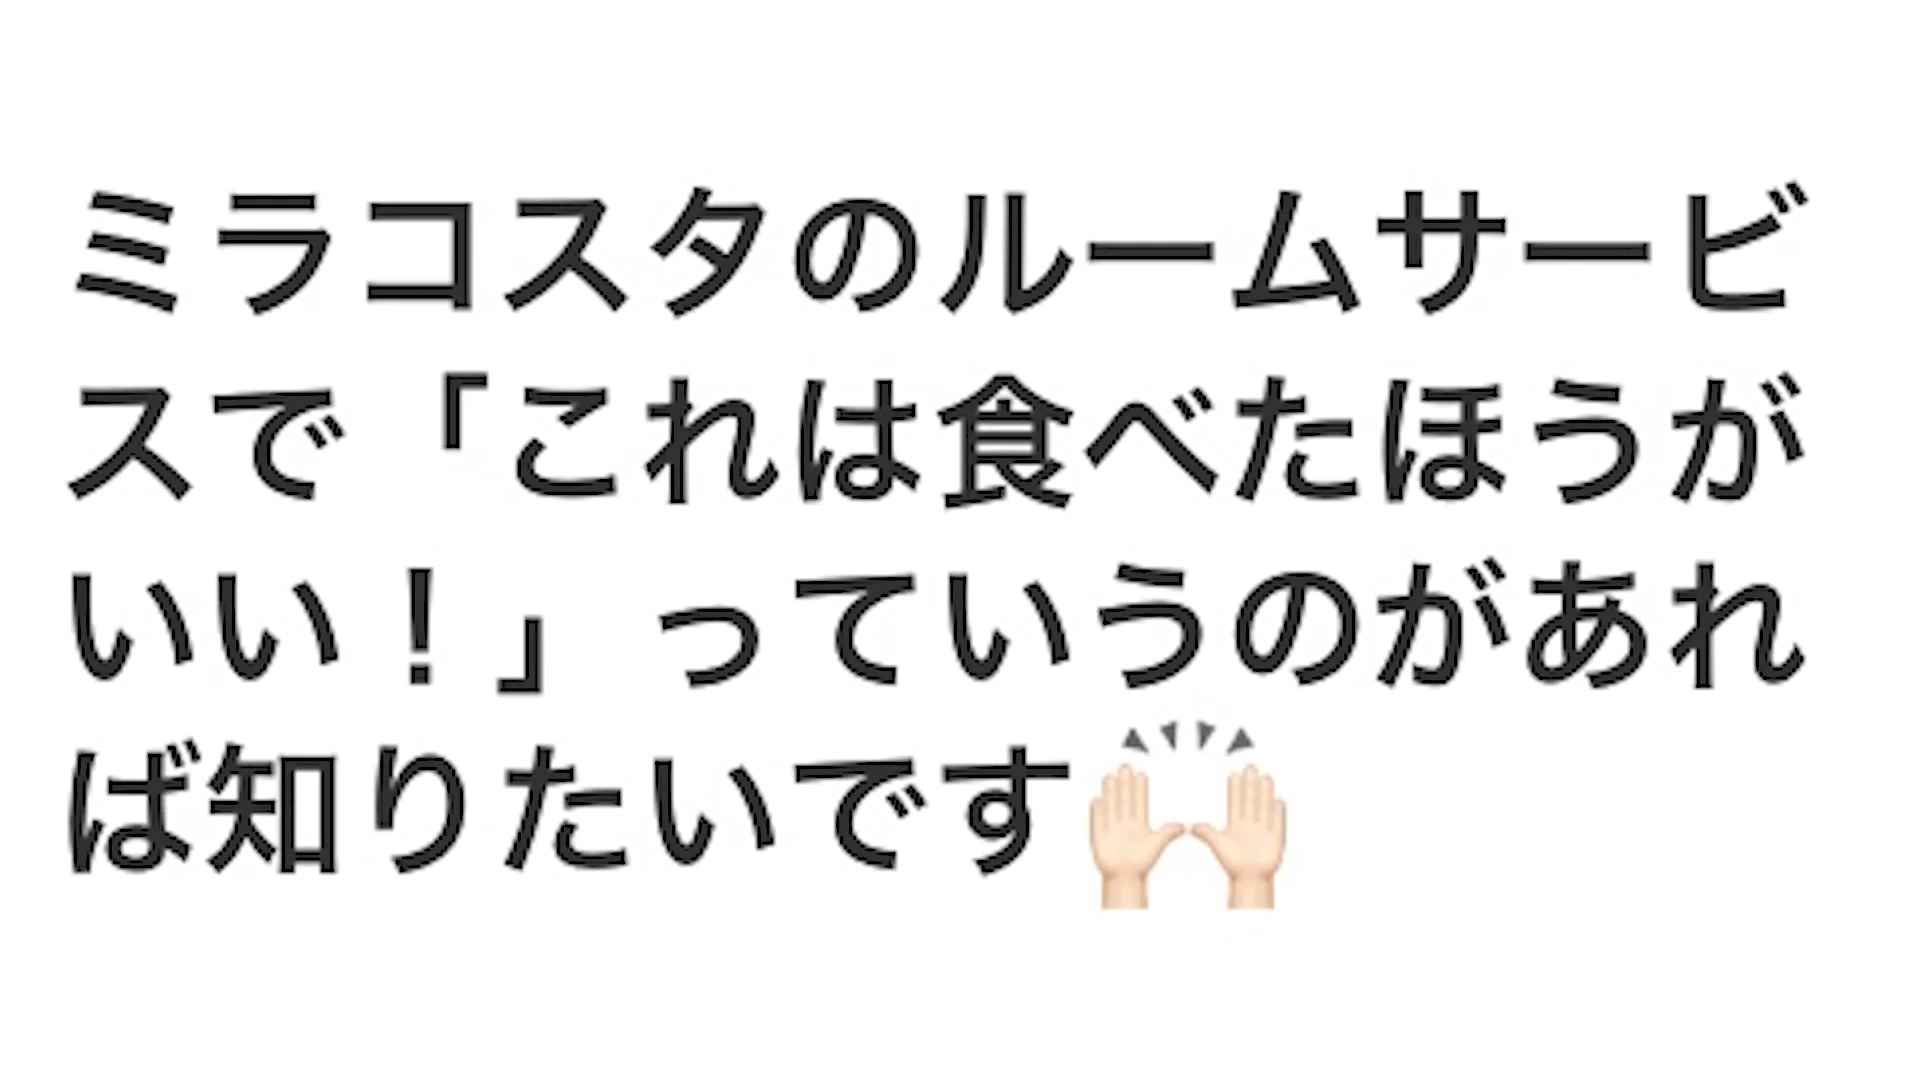 ミラコスタのルームサービ
スで「これは食べたほうが
いい！」っていうのがあれ
ば知りたいです🙌🏻